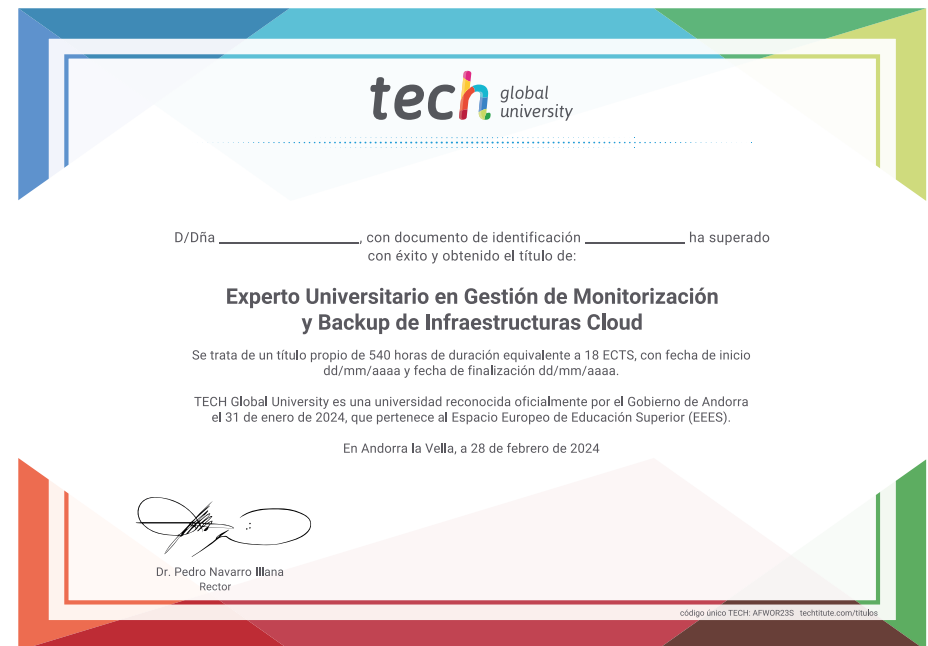 tech global university
D/Dña ____________________, con documento de identificación ______________ ha superado
con éxito y obtenido el título de:
Experto Universitario en Gestión de Monitorización
y Backup de Infraestructuras Cloud
Se trata de un título propio de 540 horas de duración equivalente a 18 ECTS, con fecha de inicio
dd/mm/aaaa y fecha de finalización dd/mm/aaaa.
TECH Global University es una universidad reconocida oficialmente por el Gobierno de Andorra
el 31 de enero de 2024, que pertenece al Espacio Europeo de Educación Superior (EEES).
En Andorra la Vella, a 28 de febrero de 2024
Dr. Pedro Navarro Illana
Rector
código único TECH: AFWOR23S techtitute.com/titulos